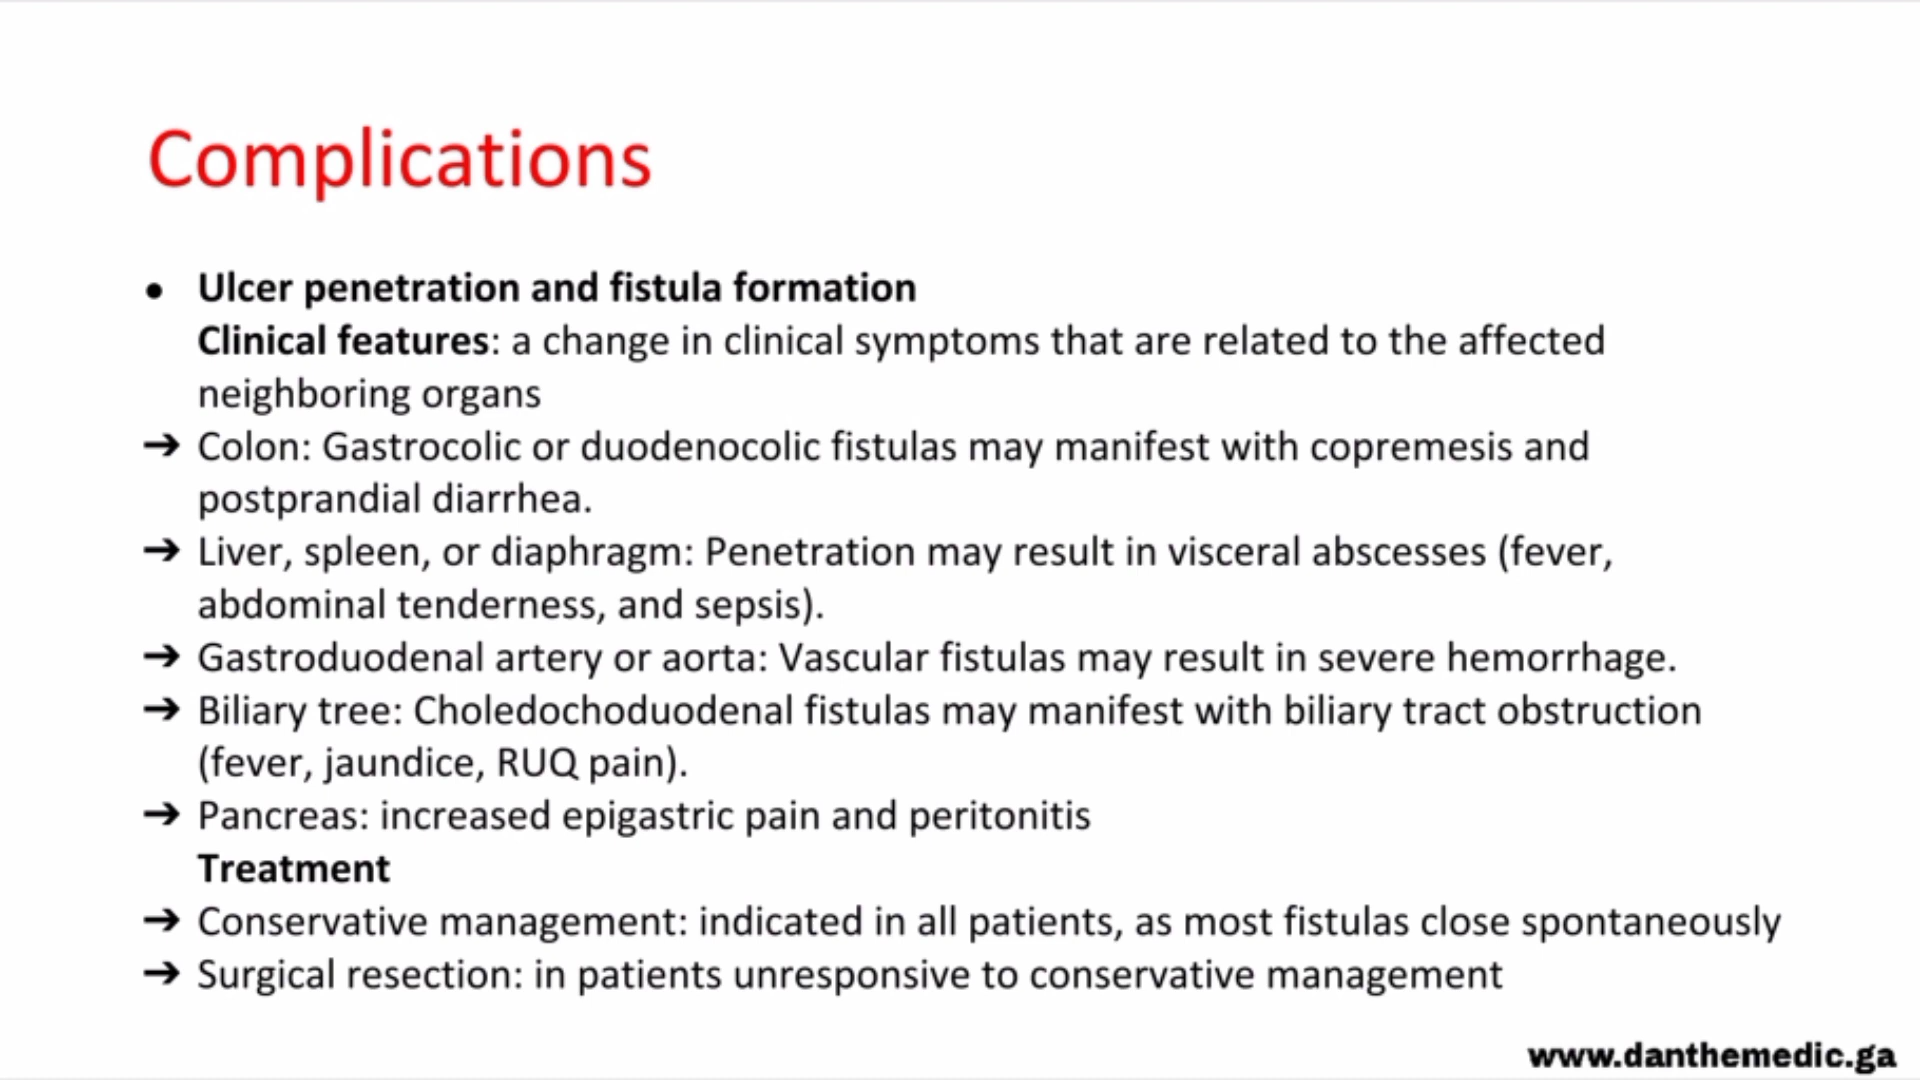 Complications
● Ulcer penetration and fistula formation
Clinical features: a change in clinical symptoms that are related to the affected
neighboring organs
➔ Colon: Gastrocolic or duodenocolic fistulas may manifest with copremesis and
postprandial diarrhea.
➔ Liver, spleen, or diaphragm: Penetration may result in visceral abscesses (fever,
abdominal tenderness, and sepsis).
➔ Gastroduodenal artery or aorta: Vascular fistulas may result in severe hemorrhage.
➔ Biliary tree: Choledochoduodenal fistulas may manifest with biliary tract obstruction
(fever, jaundice, RUQ pain).
➔ Pancreas: increased epigastric pain and peritonitis
Treatment
➔ Conservative management: indicated in all patients, as most fistulas close spontaneously
➔ Surgical resection: in patients unresponsive to conservative management
www.danthemedic.ga